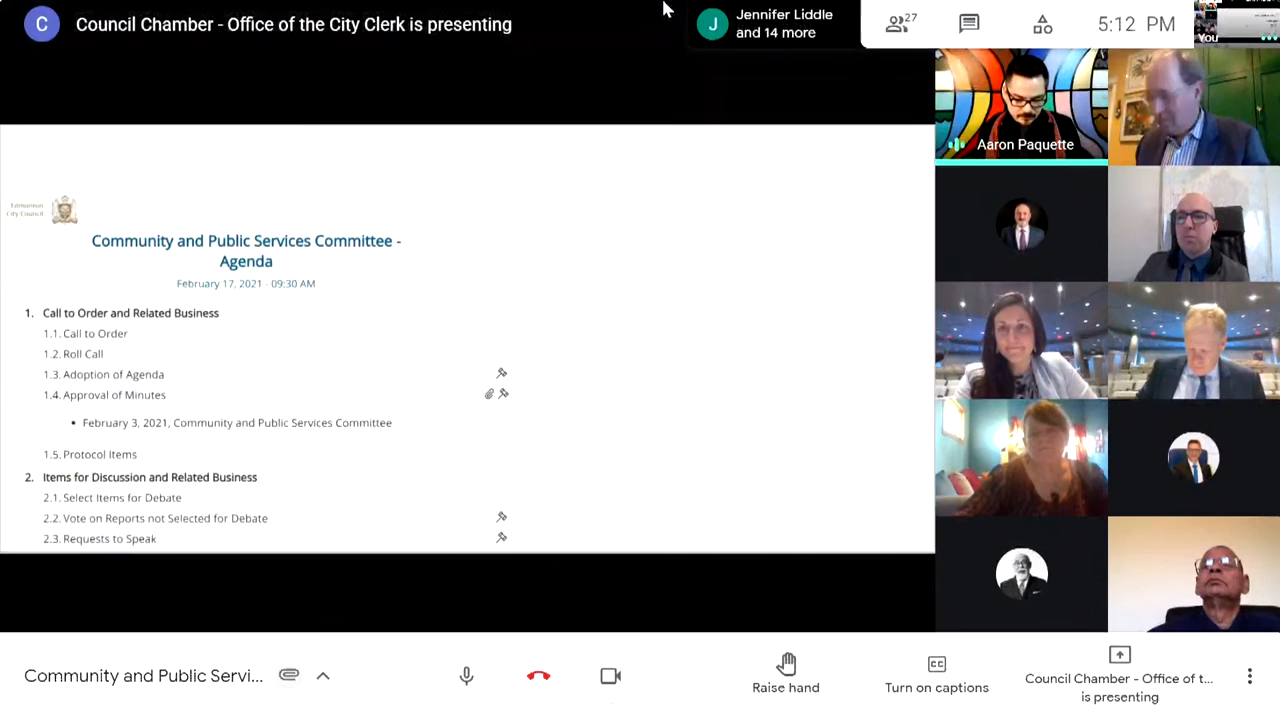 C
Council Chamber - Office of the City Clerk is presenting
J
Jennifer Liddle
and 14 more
27
5:12 PM
You
Aaron Paquette
Edmonton
City Council
Community and Public Services Committee -
Agenda
February 17, 2021 - 09:30 AM
1. Call to Order and Related Business
1.1. Call to Order
1.2. Roll Call
1.3. Adoption of Agenda
1.4. Approval of Minutes
• February 3, 2021, Community and Public Services Committee
1.5. Protocol Items
2. Items for Discussion and Related Business
2.1. Select Items for Debate
2.2. Vote on Reports not Selected for Debate
2.3. Requests to Speak
Community and Public Servi...
Raise hand
CC
Turn on captions
Council Chamber - Office of t...
is presenting